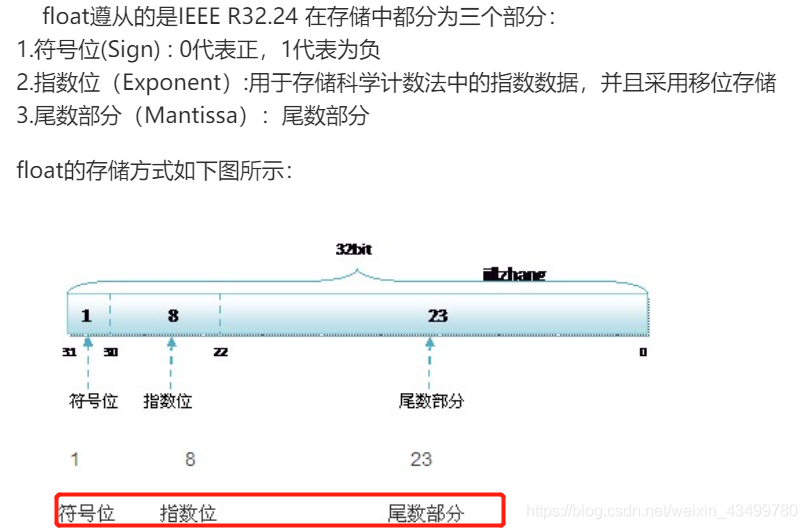 float遵从的是IEEE R32.24 在存储中都分为三个部分：
1.符号位(Sign) : 0代表正，1代表为负
2.指数位（Exponent）:用于存储科学计数法中的指数数据，并且采用移位存储
3.尾数部分（Mantissa）：尾数部分
float的存储方式如下图所示：
32bit
1 8 23
31 30 22 0
符号位 指数位 尾数部分
1 8 23
符号位 指数位 尾数部分
https://blog.csdn.net/weixin_43499780